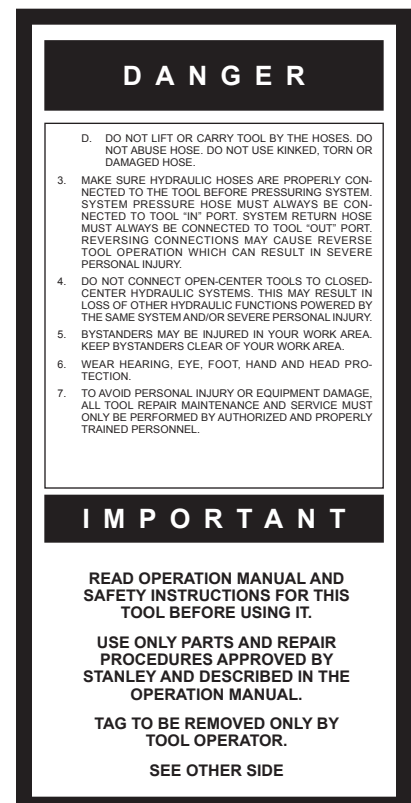 DANGER
D. DO NOT LIFT OR CARRY TOOL BY THE HOSES. DO
NOT ABUSE HOSE. DO NOT USE KINKED, TORN OR
DAMAGED HOSE.
3. MAKE SURE HYDRAULIC HOSES ARE PROPERLY CON-
NECTED TO THE TOOL BEFORE PRESSURING SYSTEM.
SYSTEM PRESSURE HOSE MUST ALWAYS BE CON-
NECTED TO TOOL “IN” PORT. SYSTEM RETURN HOSE
MUST ALWAYS BE CONNECTED TO TOOL “OUT” PORT.
REVERSING CONNECTIONS MAY CAUSE REVERSE
TOOL OPERATION WHICH CAN RESULT IN SEVERE
PERSONAL INJURY.
4. DO NOT CONNECT OPEN-CENTER TOOLS TO CLOSED-
CENTER HYDRAULIC SYSTEMS. THIS MAY RESULT IN
LOSS OF OTHER HYDRAULIC FUNCTIONS POWERED BY
THE SAME SYSTEM AND/OR SEVERE PERSONAL INJURY.
5. BYSTANDERS MAY BE INJURED IN YOUR WORK AREA.
KEEP BYSTANDERS CLEAR OF YOUR WORK AREA.
6. WEAR HEARING, EYE, FOOT, HAND AND HEAD PRO-
TECTION.
7. TO AVOID PERSONAL INJURY OR EQUIPMENT DAMAGE,
ALL TOOL REPAIR MAINTENANCE AND SERVICE MUST
ONLY BE PERFORMED BY AUTHORIZED AND PROPERLY
TRAINED PERSONNEL.
IMPORTANT
READ OPERATION MANUAL AND
SAFETY INSTRUCTIONS FOR THIS
TOOL BEFORE USING IT.
USE ONLY PARTS AND REPAIR
PROCEDURES APPROVED BY
STANLEY AND DESCRIBED IN THE
OPERATION MANUAL.
TAG TO BE REMOVED ONLY BY
TOOL OPERATOR.
SEE OTHER SIDE